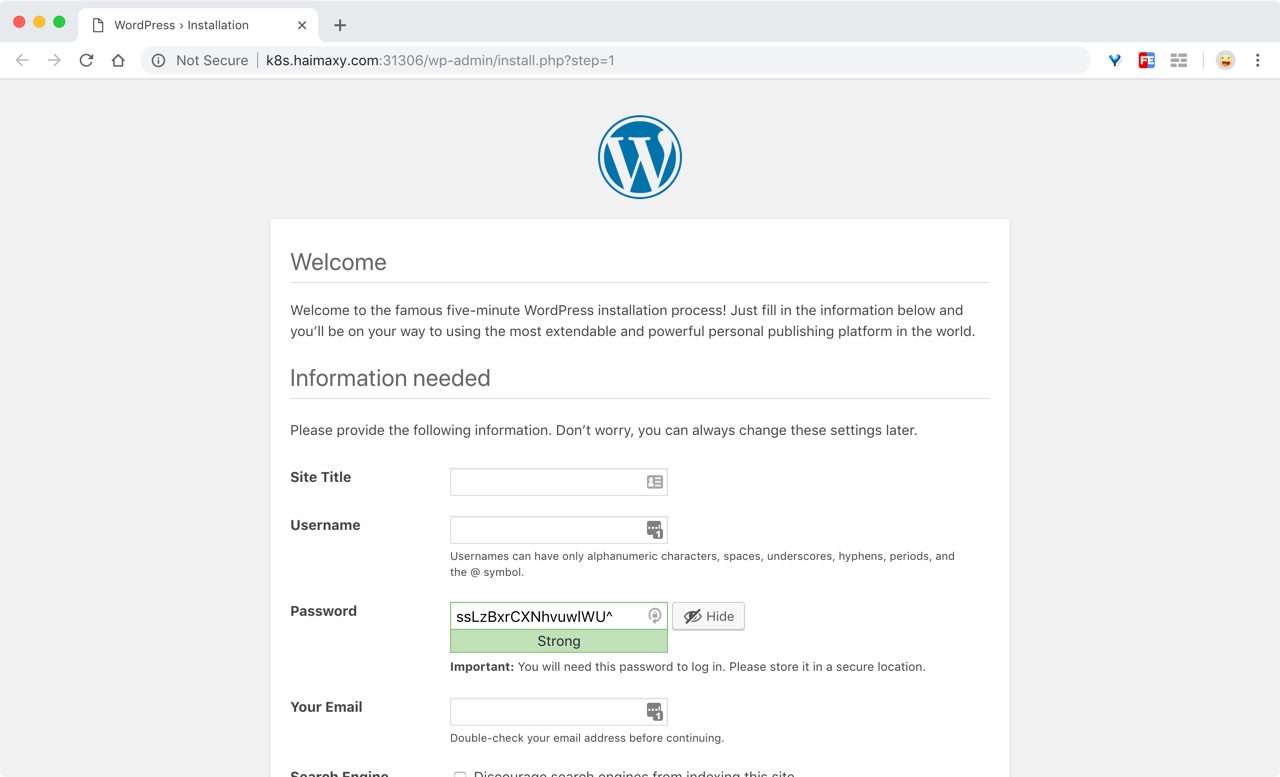 WordPress › Installation
Not Secure
k8s.haimaxy.com:31306/wp-admin/install.php?step=1
FE
Welcome
Welcome to the famous five-minute WordPress installation process! Just fill in the information below and
you’ll be on your way to using the most extendable and powerful personal publishing platform in the world.
Information needed
Please provide the following information. Don’t worry, you can always change these settings later.
Site Title
Username
Usernames can have only alphanumeric characters, spaces, underscores, hyphens, periods, and
the @ symbol.
Password
ssLzBxrCXNhvuwlWU^
Hide
Strong
Important: You will need this password to log in. Please store it in a secure location.
Your Email
Double-check your email address before continuing.
Search Engine
Discourage search engines from indexing this site